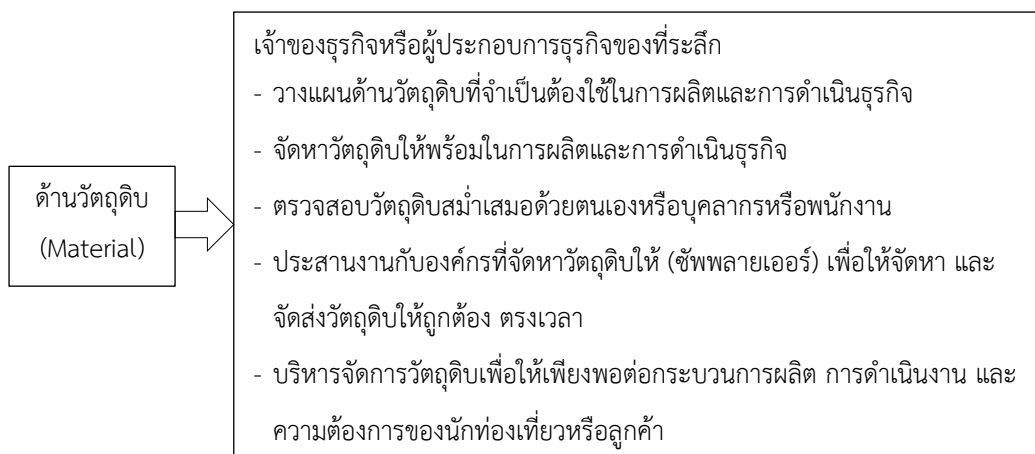 ด้านวัตถุดิบ
(Material)
เจ้าของธุรกิจหรือผู้ประกอบการธุรกิจของที่ระลึก
- วางแผนด้านวัตถุดิบที่จำเป็นต้องใช้ในการผลิตและการดำเนินธุรกิจ
- จัดหาวัตถุดิบให้พร้อมในการผลิตและการดำเนินธุรกิจ
- ตรวจสอบวัตถุดิบสม่ำเสมอด้วยตนเองหรือบุคลากรหรือพนักงาน
- ประสานงานกับองค์กรที่จัดหาวัตถุดิบให้ (ซัพพลายเออร์) เพื่อให้จัดหา และ
จัดส่งวัตถุดิบให้ถูกต้อง ตรงเวลา
- บริหารจัดการวัตถุดิบเพื่อให้เพียงพอต่อกระบวนการผลิต การดำเนินงาน และ
ความต้องการของนักท่องเที่ยวหรือลูกค้า